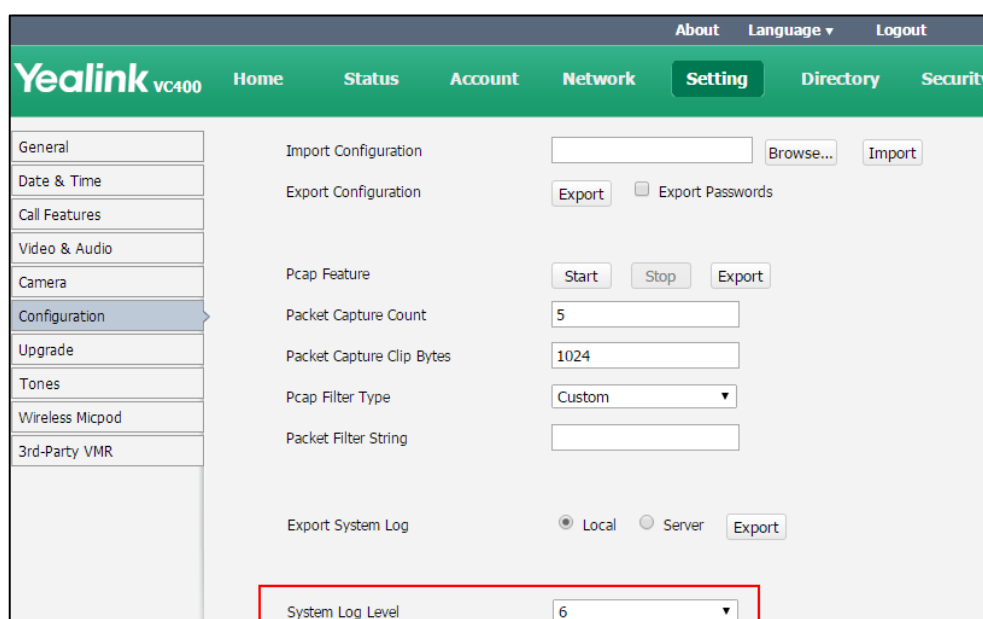 About Language ▾ Logout
Yealink VC400 Home Status Account Network Setting Directory Security
General
Date & Time
Call Features
Video & Audio
Camera
Configuration
Upgrade
Tones
Wireless Micpod
3rd-Party VMR
Import Configuration Browse... Import
Export Configuration Export Export Passwords
Pcap Feature Start Stop Export
Packet Capture Count 5
Packet Capture Clip Bytes 1024
Pcap Filter Type Custom
Packet Filter String
Export System Log Local Server Export
System Log Level 6